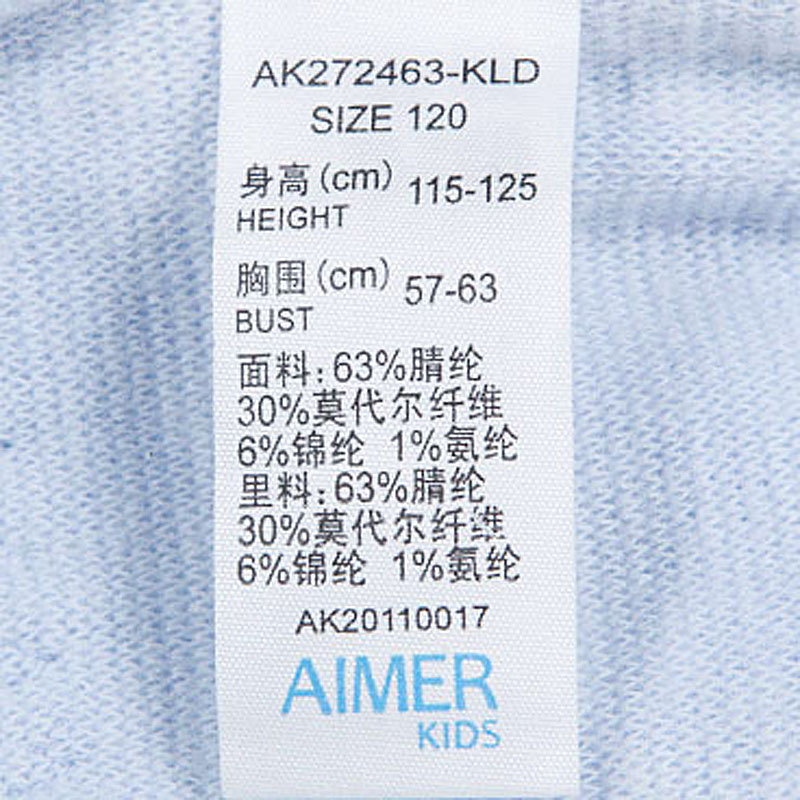 AK272463-KLD
SIZE 120
身高(cm) 115-125
HEIGHT
胸围(cm) 57-63
BUST
面料:63%腈纶
30%莫代尔纤维
6%锦纶 1%氨纶
里料:63%腈纶
30%莫代尔纤维
6%锦纶 1%氨纶
AK20110017
AIMER
KIDS